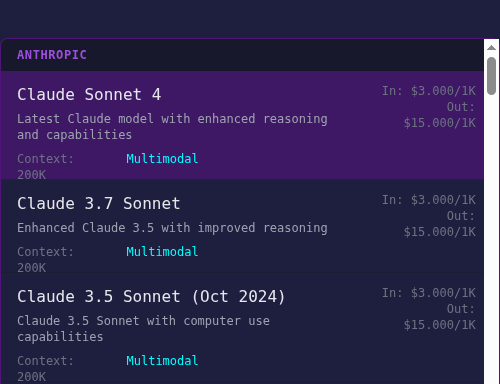 ANTHROPIC
Claude Sonnet 4
In: $3.000/1K
Out:
$15.000/1K
Latest Claude model with enhanced reasoning
and capabilities
Context:
200K
Multimodal
Claude 3.7 Sonnet
In: $3.000/1K
Out:
$15.000/1K
Enhanced Claude 3.5 with improved reasoning
Context:
200K
Multimodal
Claude 3.5 Sonnet (Oct 2024)
In: $3.000/1K
Out:
$15.000/1K
Claude 3.5 Sonnet with computer use
capabilities
Context:
200K
Multimodal